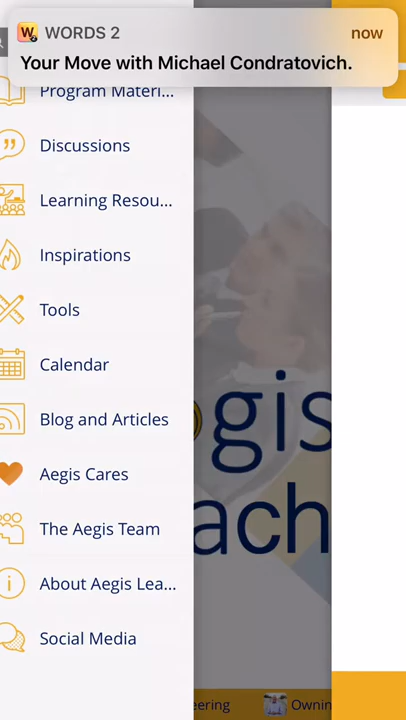 WORDS 2
now
Your Move with Michael Condratovich.
Program Materi...
Discussions
Learning Resou...
Inspirations
Tools
Calendar
Blog and Articles
Aegis Cares
The Aegis Team
About Aegis Lea...
Social Media
gis
ach
eering
Ownin